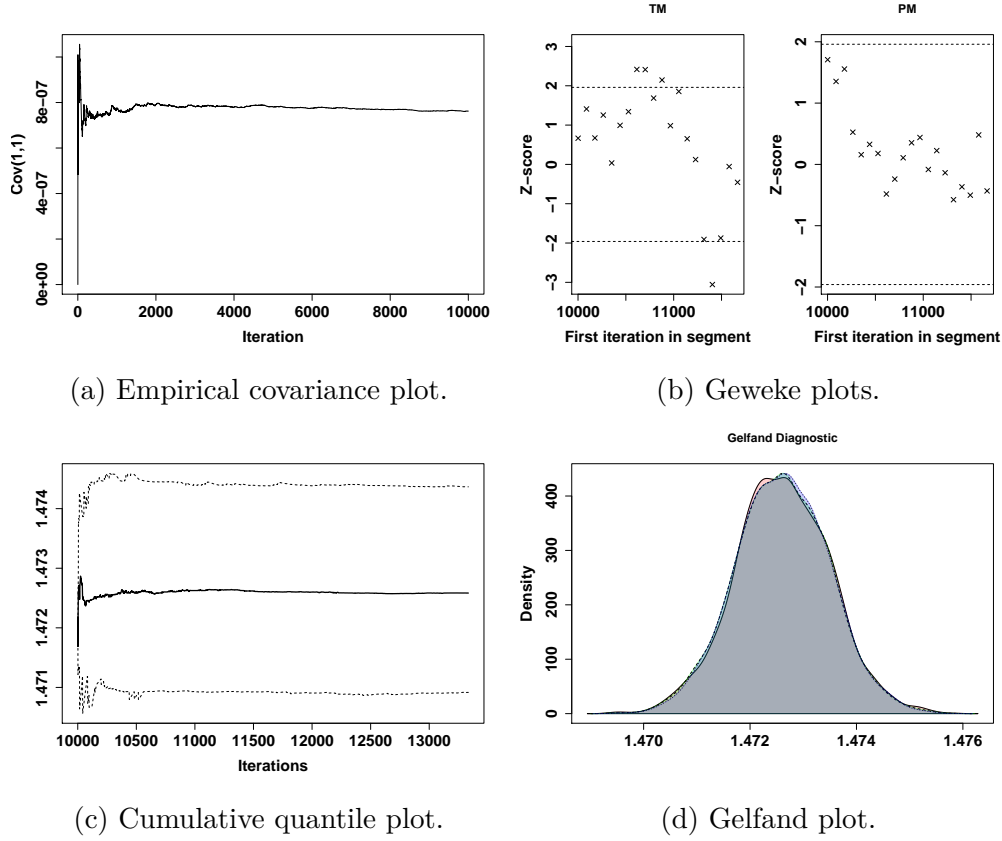 Cov(1,1)
0e+00
4e−07
8e−07
0
2000
4000
6000
8000
10000
Iteration
(a) Empirical covariance plot.
TM
Z−score
3
2
1
0
−1
−2
−3
10000
11000
First iteration in segment
PM
Z−score
2
1
0
−1
−2
10000
11000
First iteration in segment
(b) Geweke plots.
1.474
1.473
1.472
1.471
10000
10500
11000
11500
12000
12500
13000
Iterations
(c) Cumulative quantile plot.
Gelfand Diagnostic
Density
400
300
200
100
0
1.470
1.472
1.474
1.476
(d) Gelfand plot.